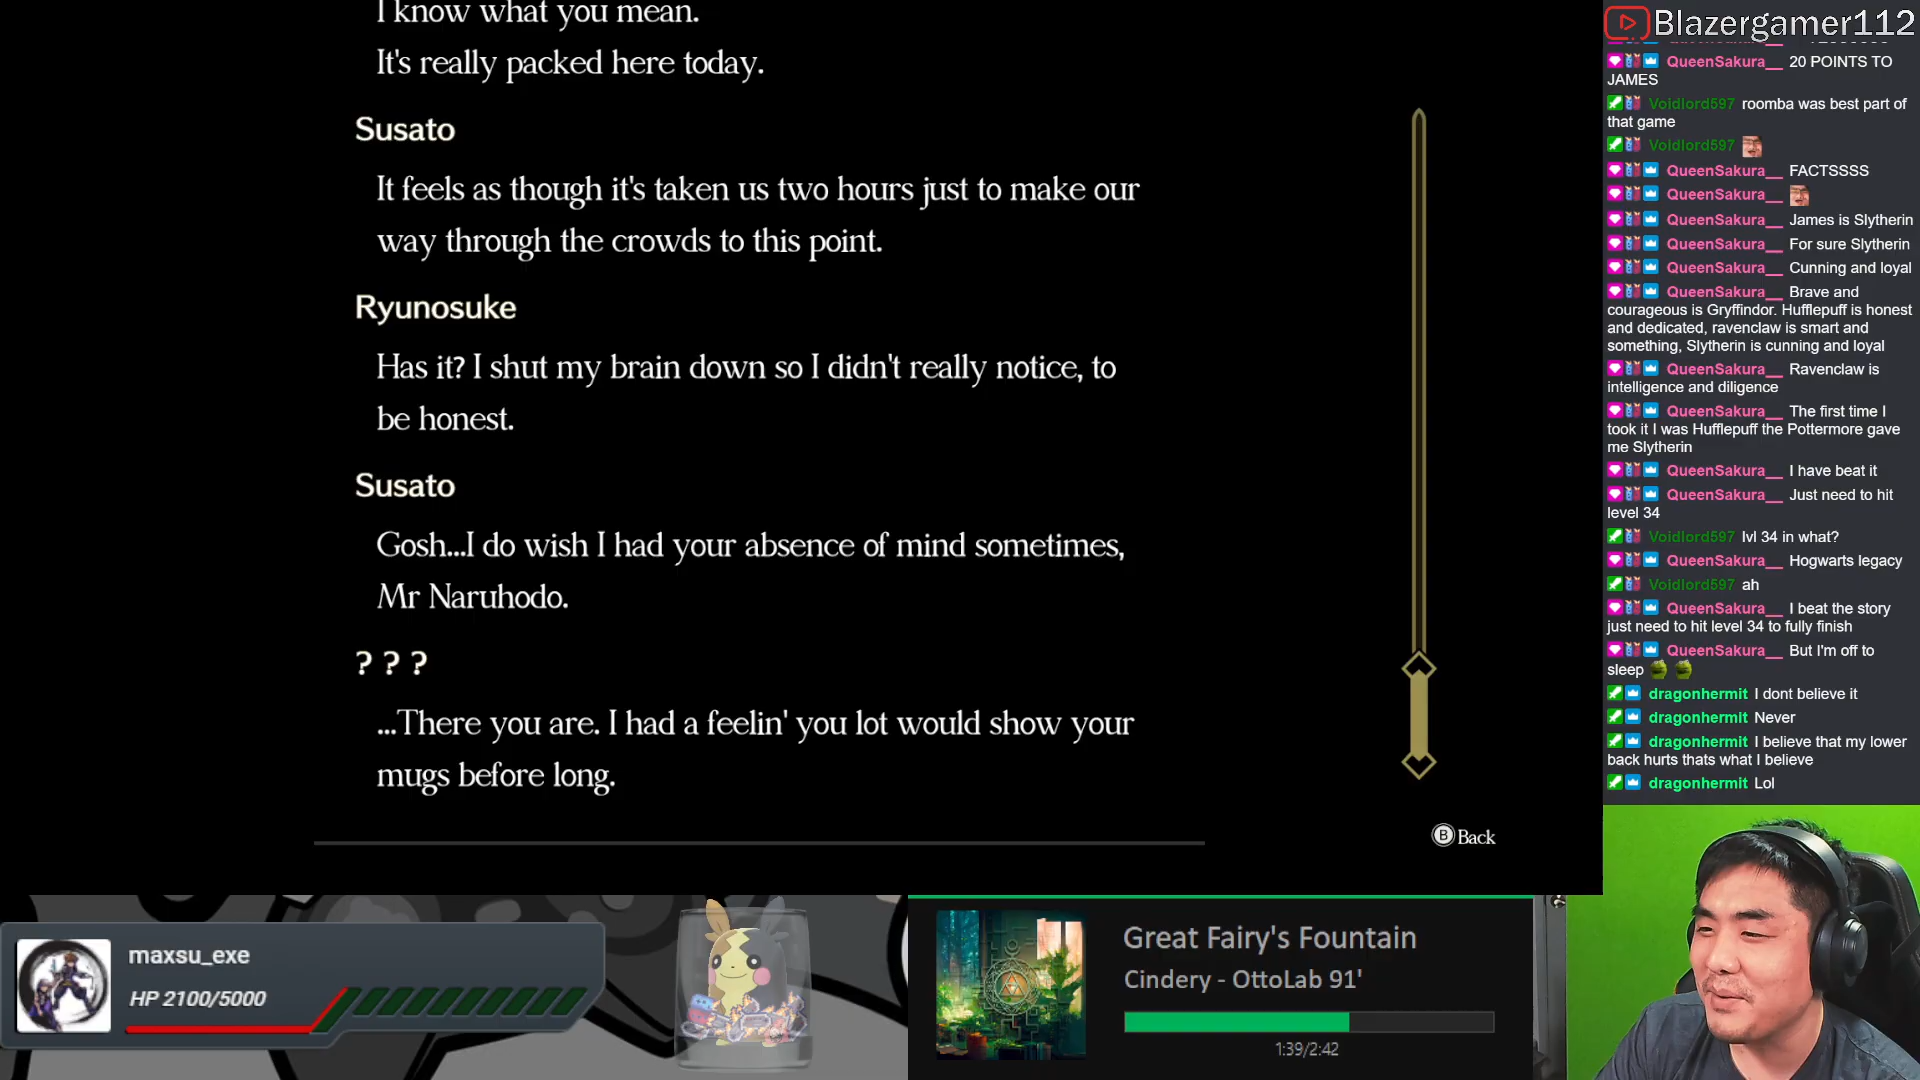 I know what you mean.
It's really packed here today.
Susato
It feels as though it's taken us two hours just to make our
way through the crowds to this point.
Ryunosuke
Has it? I shut my brain down so I didn't really notice, to
be honest.
Susato
Gosh...I do wish I had your absence of mind sometimes,
Mr Naruhodo.
? ? ?
...There you are. I had a feelin' you lot would show your
mugs before long.
B Back
Blazergamer112
QueenSakura__ 20 POINTS TO
JAMES
Voidlord597 roomba was best part of
that game
Voidlord597
QueenSakura__ FACTSSSS
QueenSakura__
QueenSakura__ James is Slytherin
QueenSakura__ For sure Slytherin
QueenSakura__ Cunning and loyal
QueenSakura__ Brave and
courageous is Gryffindor. Hufflepuff is honest
and dedicated, ravenclaw is smart and
something, Slytherin is cunning and loyal
QueenSakura__ Ravenclaw is
intelligence and diligence
QueenSakura__ The first time I
took it I was Hufflepuff the Pottermore gave
me Slytherin
QueenSakura__ I have beat it
QueenSakura__ Just need to hit
level 34
Voidlord597 lvl 34 in what?
QueenSakura__ Hogwarts legacy
Voidlord597 ah
QueenSakura__ I beat the story
just need to hit level 34 to fully finish
QueenSakura__ But I'm off to
sleep
dragonhermit I dont believe it
dragonhermit Never
dragonhermit I believe that my lower
back hurts thats what I believe
dragonhermit Lol
maxsu_exe
HP 2100/5000
Great Fairy's Fountain
Cindery - OttoLab 91'
1:39/2:42